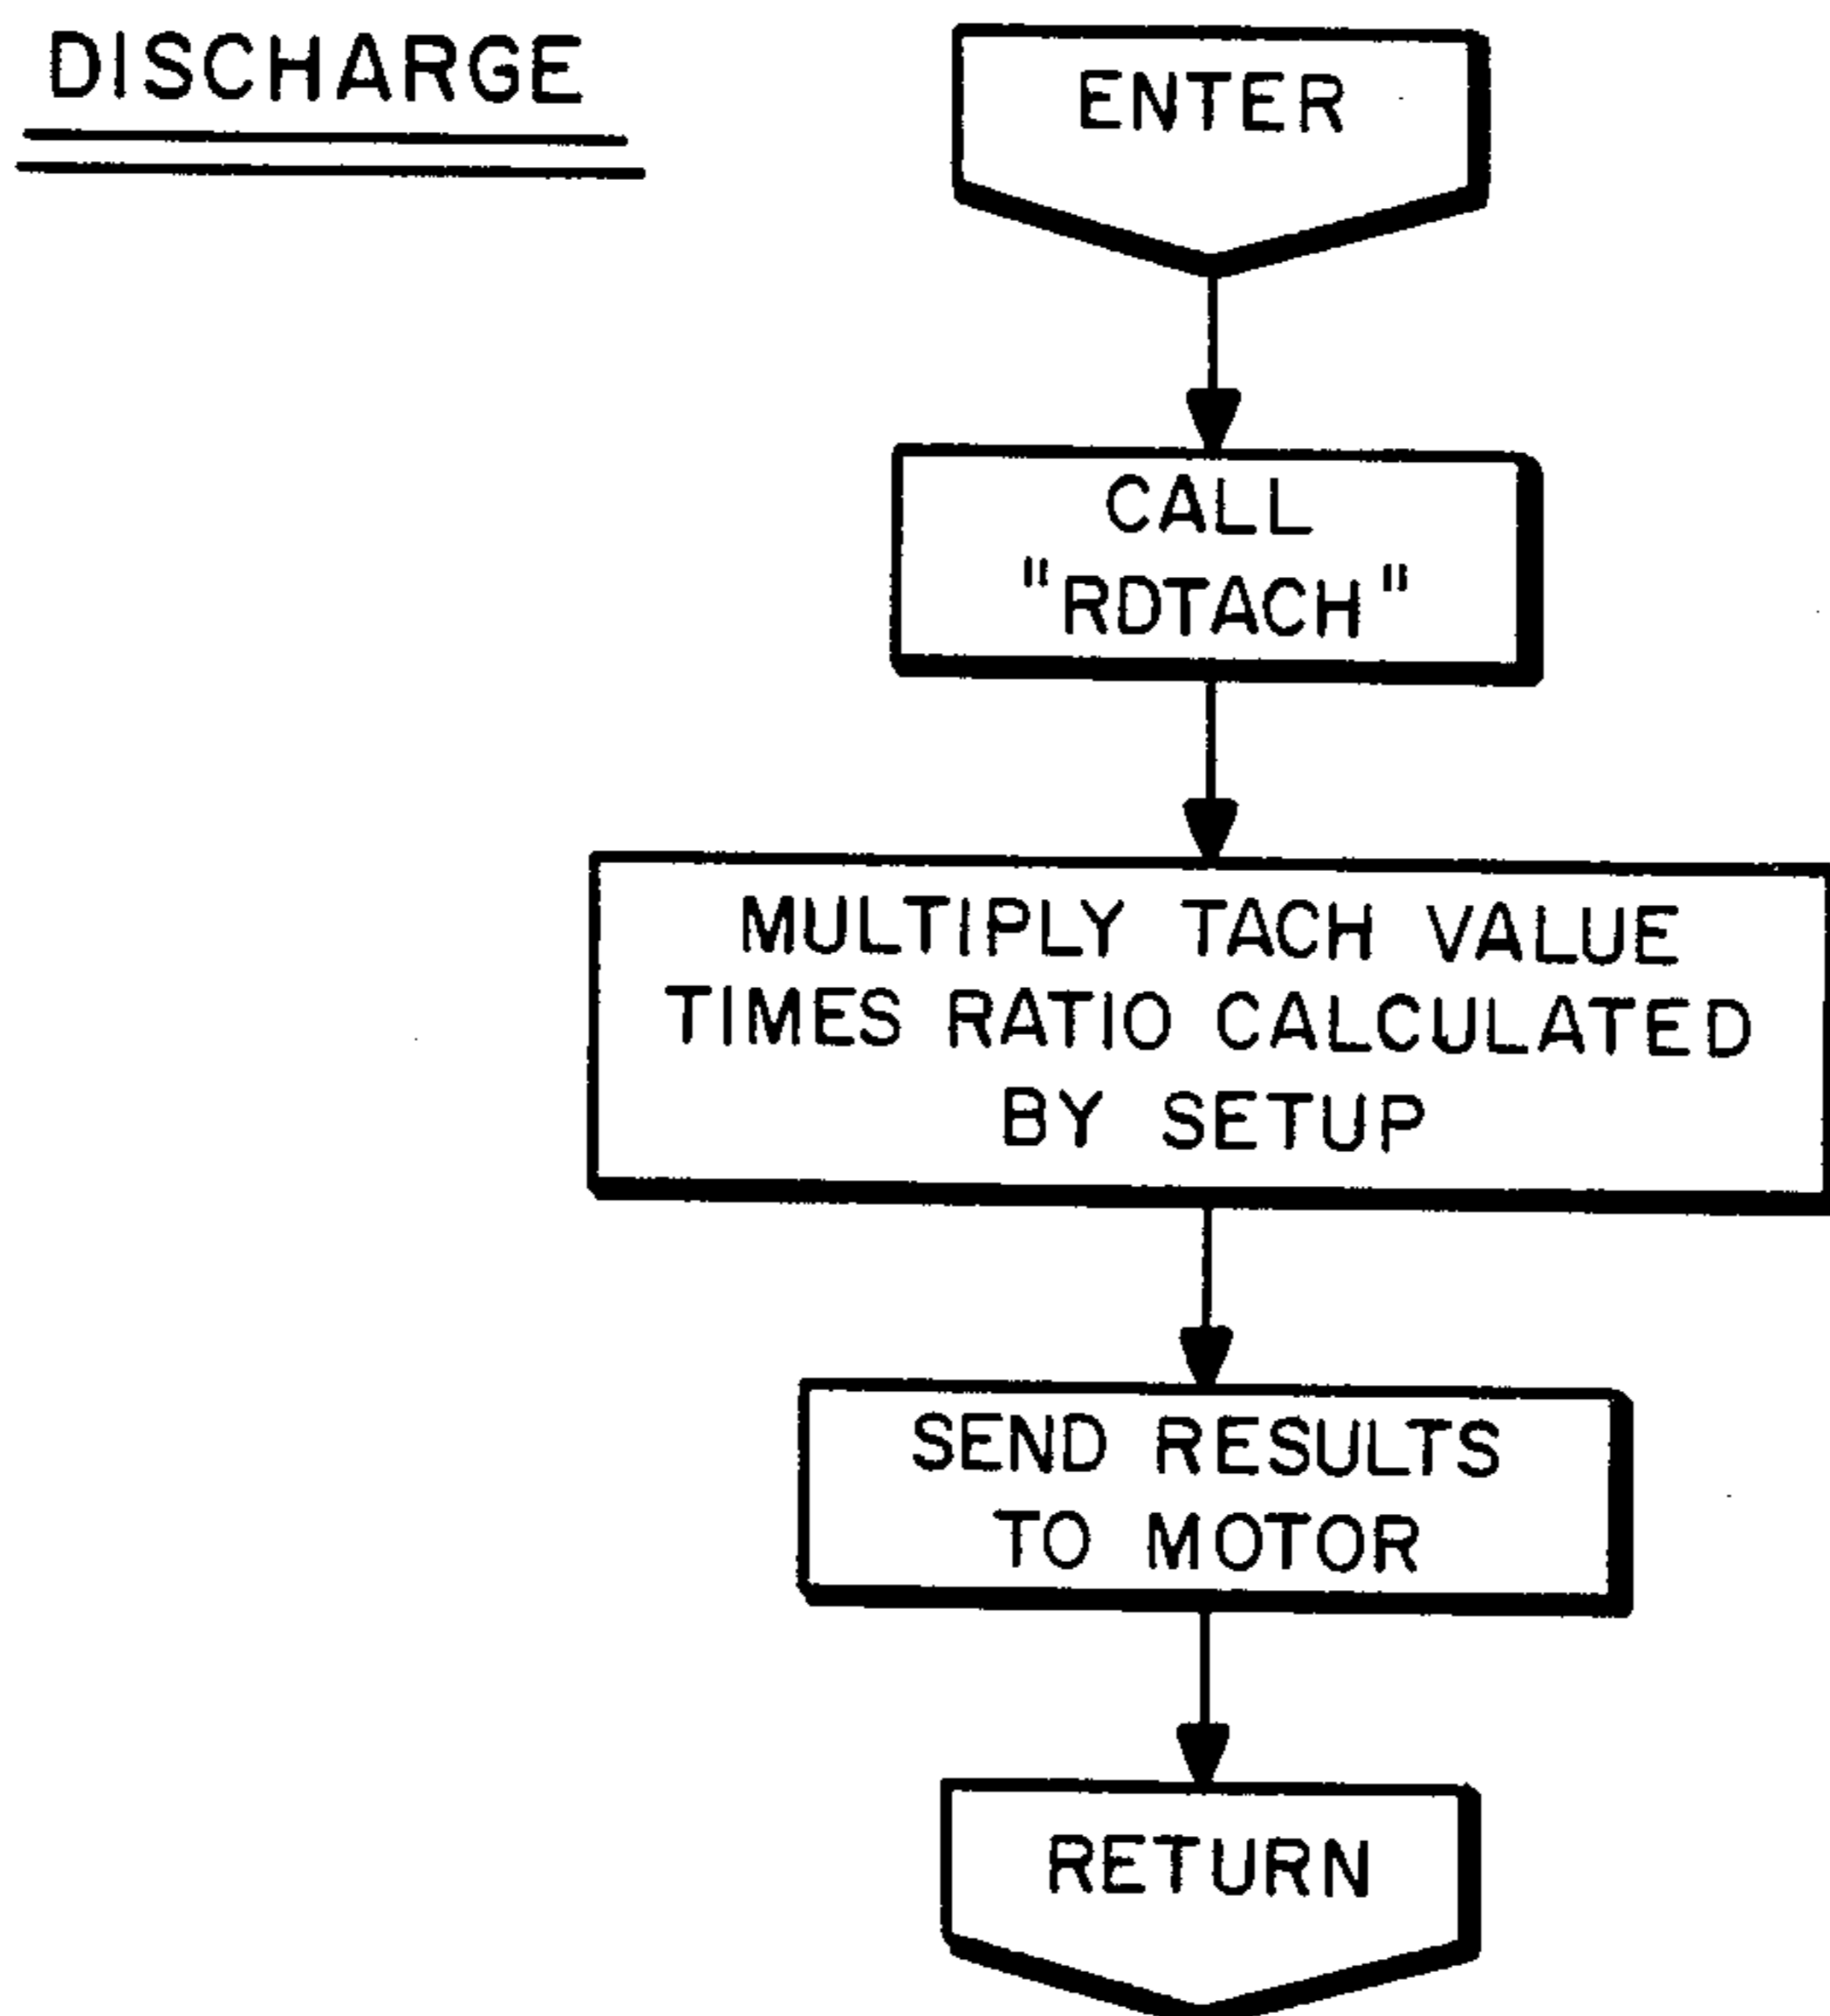 DISCHARGE
ENTER
CALL
"RDTACH"
MULTIPLY TACH VALUE
TIMES RATIO CALCULATED
BY SETUP
SEND RESULTS
TO MOTOR
RETURN